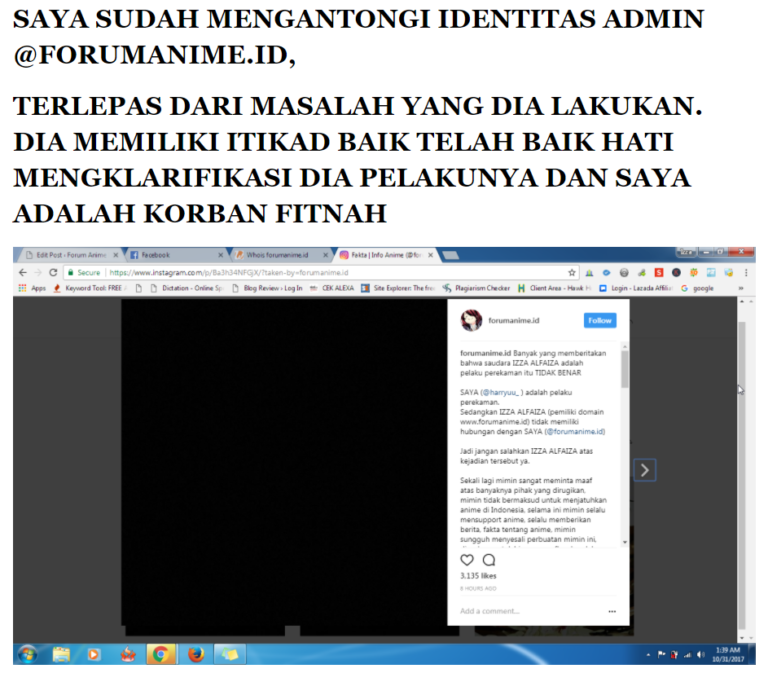 SAYA SUDAH MENGANTONGI IDENTITAS ADMIN
@FORUMANIME.ID,
TERLEPAS DARI MASALAH YANG DIA LAKUKAN.
DIA MEMILIKI ITIKAD BAIK TELAH BAIK HATI
MENGKLARIFIKASI DIA PELAKUNYA DAN SAYA
ADALAH KORBAN FITNAH
Edit Post ‹ Forum Anim Facebook Whois forumanime.id Fakta | Info Anime (@for
Secure https://www.instagram.com/p/Ba3h34NFGjX/?taken-by=forumanime.id
Apps Keyword Tool: FREE Dictation - Online Sp Blog Review › Log In CEK ALEXA Site Explorer: The fre Plagiarism Checker Client Area - Hawk H Login - Lazada Affilia google
forumanime.id Follow
forumanime.id Banyak yang memberitakan
bahwa saudara IZZA ALFAIZA adalah
pelaku perekaman itu TIDAK BENAR
SAYA (@harryuu_ ) adalah pelaku
perekaman.
Sedangkan IZZA ALFAIZA (pemiliki domain
www.forumanime.id) tidak memiliki
hubungan dengan SAYA (@forumanime.id)
Jadi jangan salahkan IZZA ALFAIZA atas
kejadian tersebut ya.
Sekali lagi mimin sangat meminta maaf
atas banyaknya pihak yang dirugikan,
mimin tidak bermaksud untuk menjatuhkan
anime di Indonesia, selama ini mimin selalu
mensupport anime, selalu memberikan
berita, fakta tentang anime, mimin
sungguh menyesali perbuatan mimin ini,
3,135 likes
8 HOURS AGO
Add a comment...
1:39 AM
10/31/2017